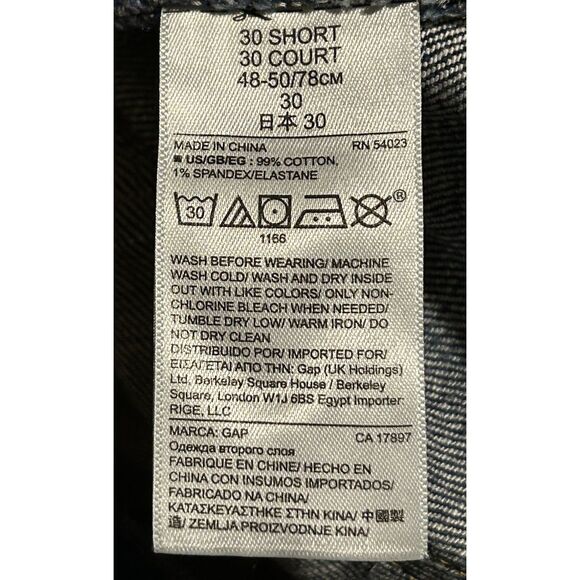 30 SHORT
30 COURT
48-50/78CM
30
日本 30
MADE IN CHINA RN 54023
US/GB/EG : 99% COTTON,
1% SPANDEX/ELASTANE
30
®
1166
WASH BEFORE WEARING/ MACHINE
WASH COLD/ WASH AND DRY INSIDE
OUT WITH LIKE COLORS/ ONLY NON-
CHLORINE BLEACH WHEN NEEDED/
TUMBLE DRY LOW/ WARM IRON/ DO
NOT DRY CLEAN
DISTRIBUIDO POR/ IMPORTED FOR/
ΕΙΣΑΓΕΤΑΙ ΑΠΟ ΤΗΝ: Gap (UK Holdings)
Ltd, Berkeley Square House / Berkeley
Square, London W1J 6BS Egypt Importer:
RIGE, LLC
MARCA: GAP CA 17897
Одежда второго слоя
FABRIQUE EN CHINE/ HECHO EN
CHINA CON INSUMOS IMPORTADOS/
FABRICADO NA CHINA/
ΚΑΤΑΣΚΕΥΑΣΤΗΚΕ ΣΤΗΝ ΚΙΝΑ/ 中國製
造/ ZEMLJA PROIZVODNJE KINA/